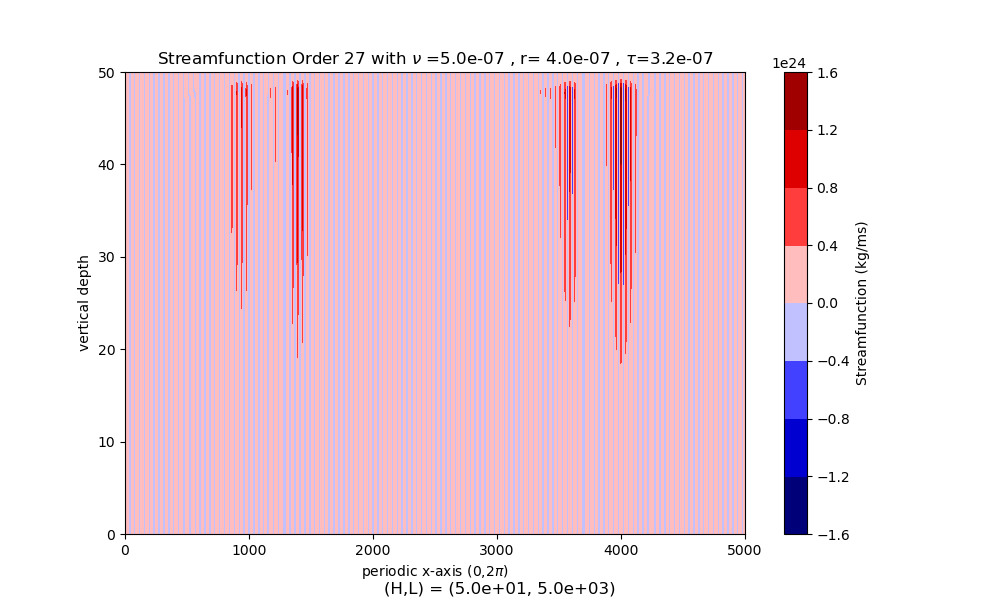 Streamfunction Order 27 with ν =5.0e-07 , r= 4.0e-07 , τ=3.2e-07
1e24
50
40
30
20
10
0
vertical depth
0 1000 2000 3000 4000 5000
periodic x-axis (0,2π)
(H,L) = (5.0e+01, 5.0e+03)
1.6
1.2
0.8
0.4
0.0
−0.4
−0.8
−1.2
−1.6
Streamfunction (kg/ms)